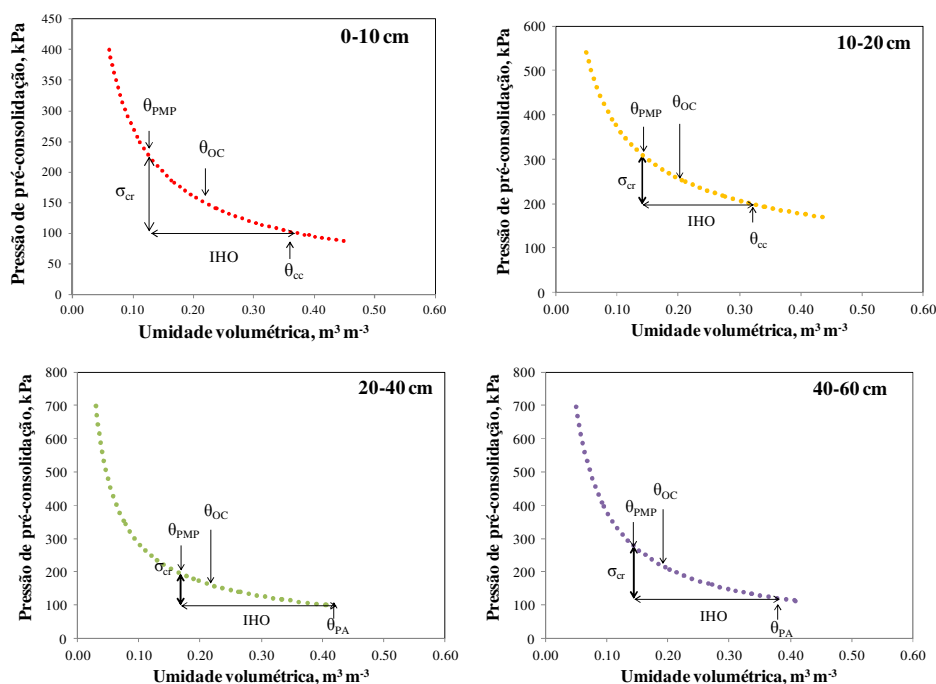 0-10 cm
Pressão de pré-consolidação, kPa
450
400
350
300
250
200
150
100
50
0
θPMP
θOC
σcr
IHO
θcc
0.00 0.10 0.20 0.30 0.40 0.50 0.60
Umidade volumétrica, m³ m-³
10-20 cm
Pressão de pré-consolidação, kPa
600
500
400
300
200
100
0
θPMP
θOC
σcr
IHO
θcc
0.00 0.10 0.20 0.30 0.40 0.50 0.60
Umidade volumétrica, m³ m-³
20-40 cm
Pressão de pré-consolidação, kPa
800
700
600
500
400
300
200
100
0
θPMP
θOC
σcr
IHO
θPA
0.00 0.10 0.20 0.30 0.40 0.50 0.60
Umidade volumétrica, m³ m-³
40-60 cm
Pressão de pré-consolidação, kPa
800
700
600
500
400
300
200
100
0
θPMP
θOC
σcr
IHO
θPA
0.00 0.10 0.20 0.30 0.40 0.50 0.60
Umidade volumétrica, m³ m-³